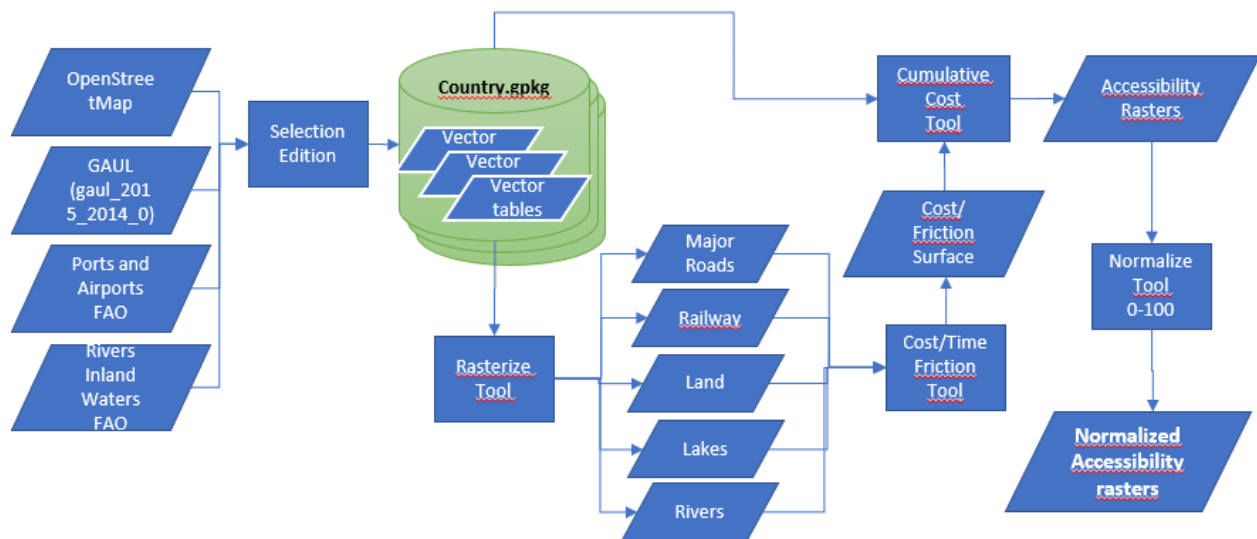 OpenStree
tMap
GAUL
(gaul_201
5_2014_0)
Ports and
Airports
FAO
Rivers
Inland
Waters
FAO
Selection
Edition
Country.gpkg
Vector
Vector
Vector
tables
Rasterize
Tool
Major
Roads
Railway
Land
Lakes
Rivers
Cost/Time
Friction
Tool
Cost/
Friction
Surface
Cumulative
Cost
Tool
Accessibility
Rasters
Normalize
Tool
0-100
Normalized
Accessibility
rasters